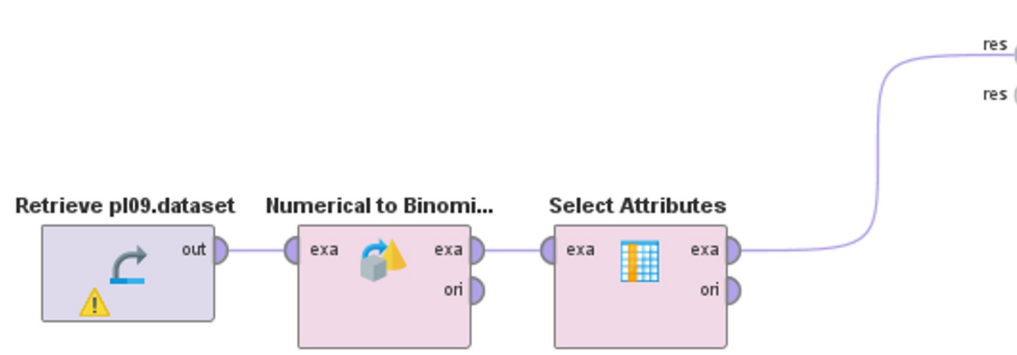 res
res
Retrieve pl09.dataset
Numerical to Binomi...
Select Attributes
out
exa
exa
ori
exa
exa
ori